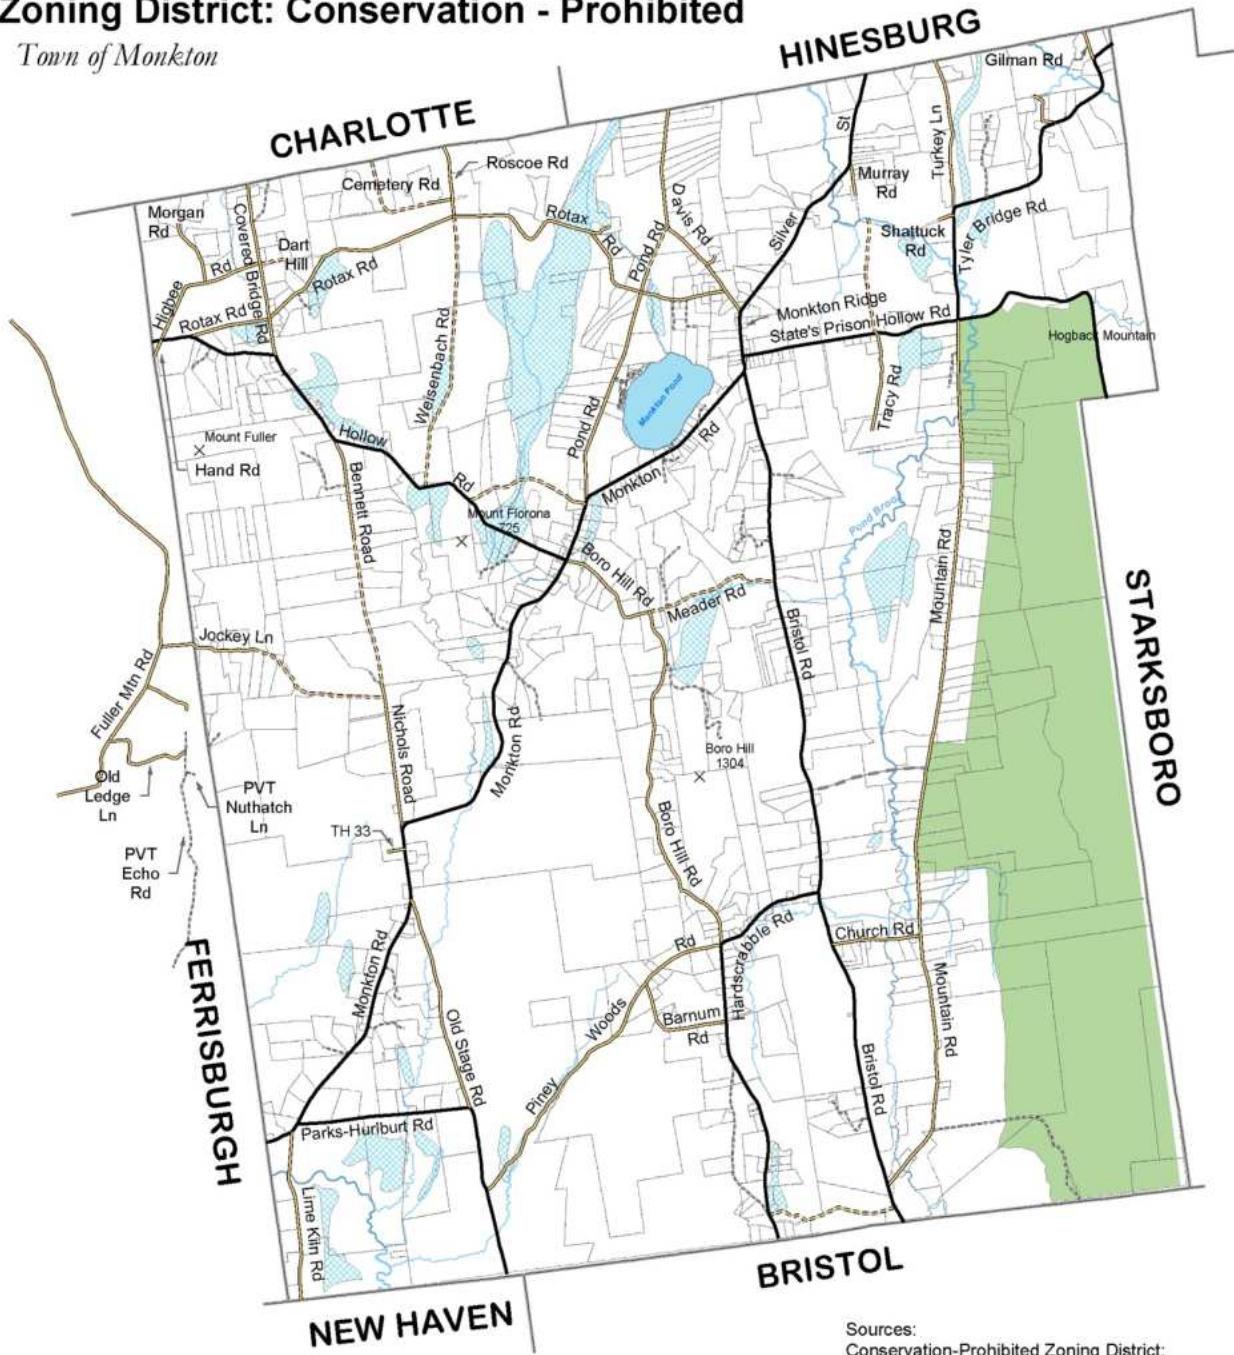 Zoning District: Conservation - Prohibited
Town of Monkton
HINESBURG
Gilman Rd
CHARLOTTE
Roscoe Rd
Cemetery Rd
St
Turkey Ln
Murray
Rd
Morgan
Rd
Covered Bridge Rd
Dart
Hill
Rotax
Rd
Davis Rd
Pond Rd
Silver
Shattuck
Rd
Tyler Bridge Rd
Higbee
Rd
Rotax Rd
Rotax Rd
Monkton Ridge
State's Prison Hollow Rd
Hogback Mountain
Weisenbach Rd
Monkton Pond
Tracy Rd
Pond Rd
Mount Fuller
Hand Rd
Hollow
Rd
Monkton
Rd
Bennett Road
Mount Florona
725
Pond Brook
Boro Hill Rd
Meader Rd
Mountain Rd
STARKSBORO
Jockey Ln
Bristol Rd
Fuller Mtn Rd
Nichols Road
Monkton Rd
Boro Hill
1304
Old
Ledge
Ln
PVT
Nuthatch
Ln
TH 33
PVT
Echo
Rd
Boro Hill Rd
FERRISBURGH
Monkton Rd
Rd
Hardscrabble Rd
Church Rd
Mountain Rd
Woods
Barnum
Rd
Old Stage Rd
Piney
Bristol Rd
Parks-Hurlburt Rd
Lime Kiln Rd
BRISTOL
NEW HAVEN
Sources:
Conservation-Prohibited Zoning District: